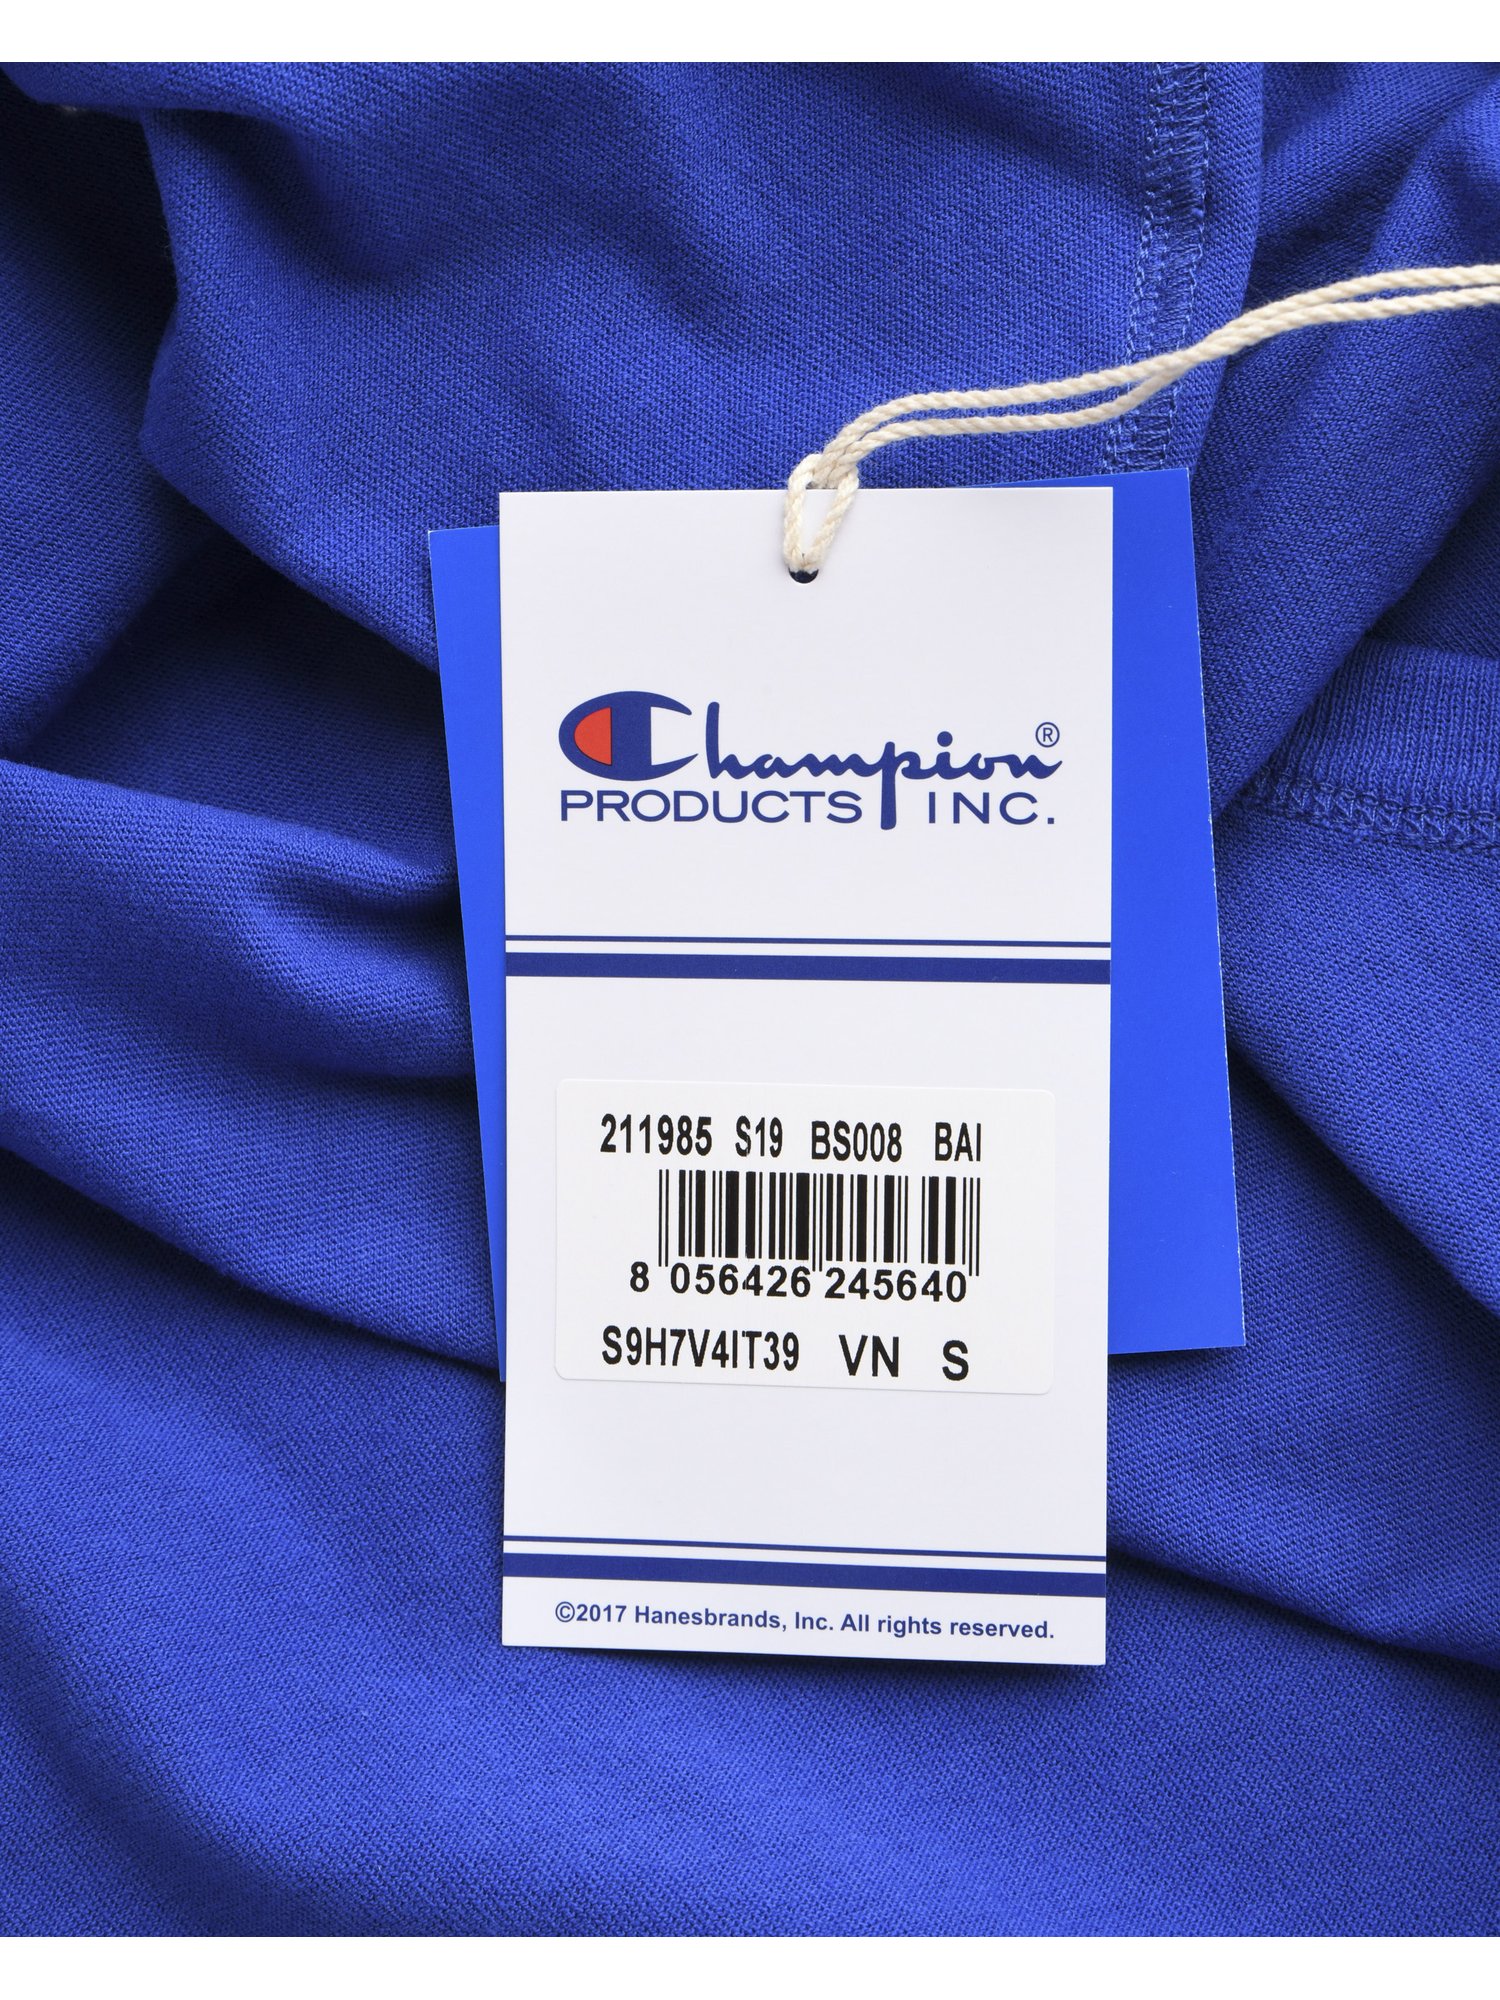 Champion®
PRODUCTS INC.
211985 S19 BS008 BAI
8 056426 245640
S9H7V4IT39 VN S
©2017 Hanesbrands, Inc. All rights reserved.